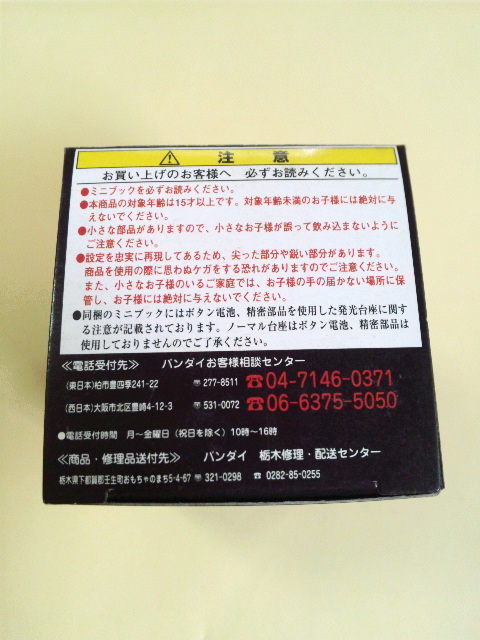 ⚠ 注意
お買い上げのお客様へ 必ずお読みください。
●ミニブックを必ずお読みください。
●本商品の対象年齢は15才以上です。対象年齢未満のお子様には絶対に与
えないでください。
●小さな部品がありますので、小さなお子様が誤って飲み込まないように
ご注意ください。
●設定を忠実に再現してあるため、尖った部分や鋭い部分があります。
商品を使用の際に思わぬケガをする恐れがありますのでご注意ください。
また、小さなお子様のいるご家庭では、お子様の手の届かない場所に保
管し、お子様には絶対に与えないでください。
●同梱のミニブックにはボタン電池、精密部品を使用した発光台座に関す
る注意が記載されております。ノーマル台座はボタン電池、精密部品は
使用しておりませんのでご了承ください。
≪電話受付先≫ バンダイお客様相談センター
(東日本)柏市豊四季241-22 〒277-8511 ☎04-7146-0371
(西日本)大阪市北区豊崎4-12-3 〒531-0072 ☎06-6375-5050
●電話受付時間 月〜金曜日(祝日を除く)10時〜16時
≪商品・修理品送付先≫ バンダイ 栃木修理・配送センター
栃木県下都賀郡壬生町おもちゃのまち5-4-67 〒321-0298 ☎0282-85-0255